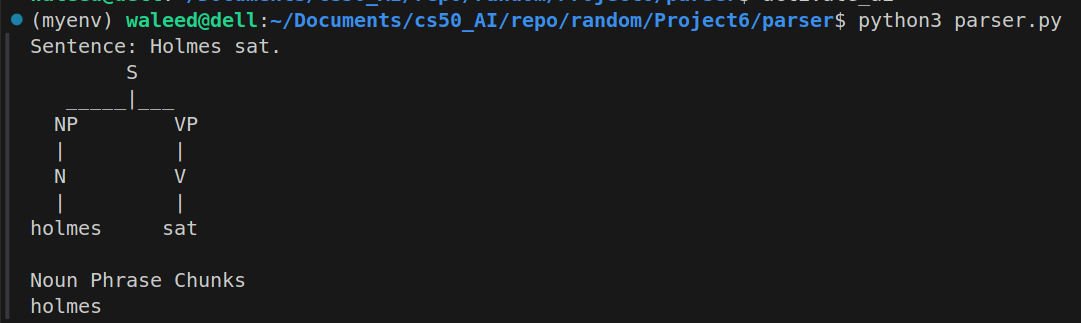 (myenv) waleed@dell:~/Documents/cs50_AI/repo/random/Project6/parser$ python3 parser.py
Sentence: Holmes sat.
        S
   _____|___
  NP        VP
  |         |
  N         V
  |         |
holmes     sat

Noun Phrase Chunks
holmes